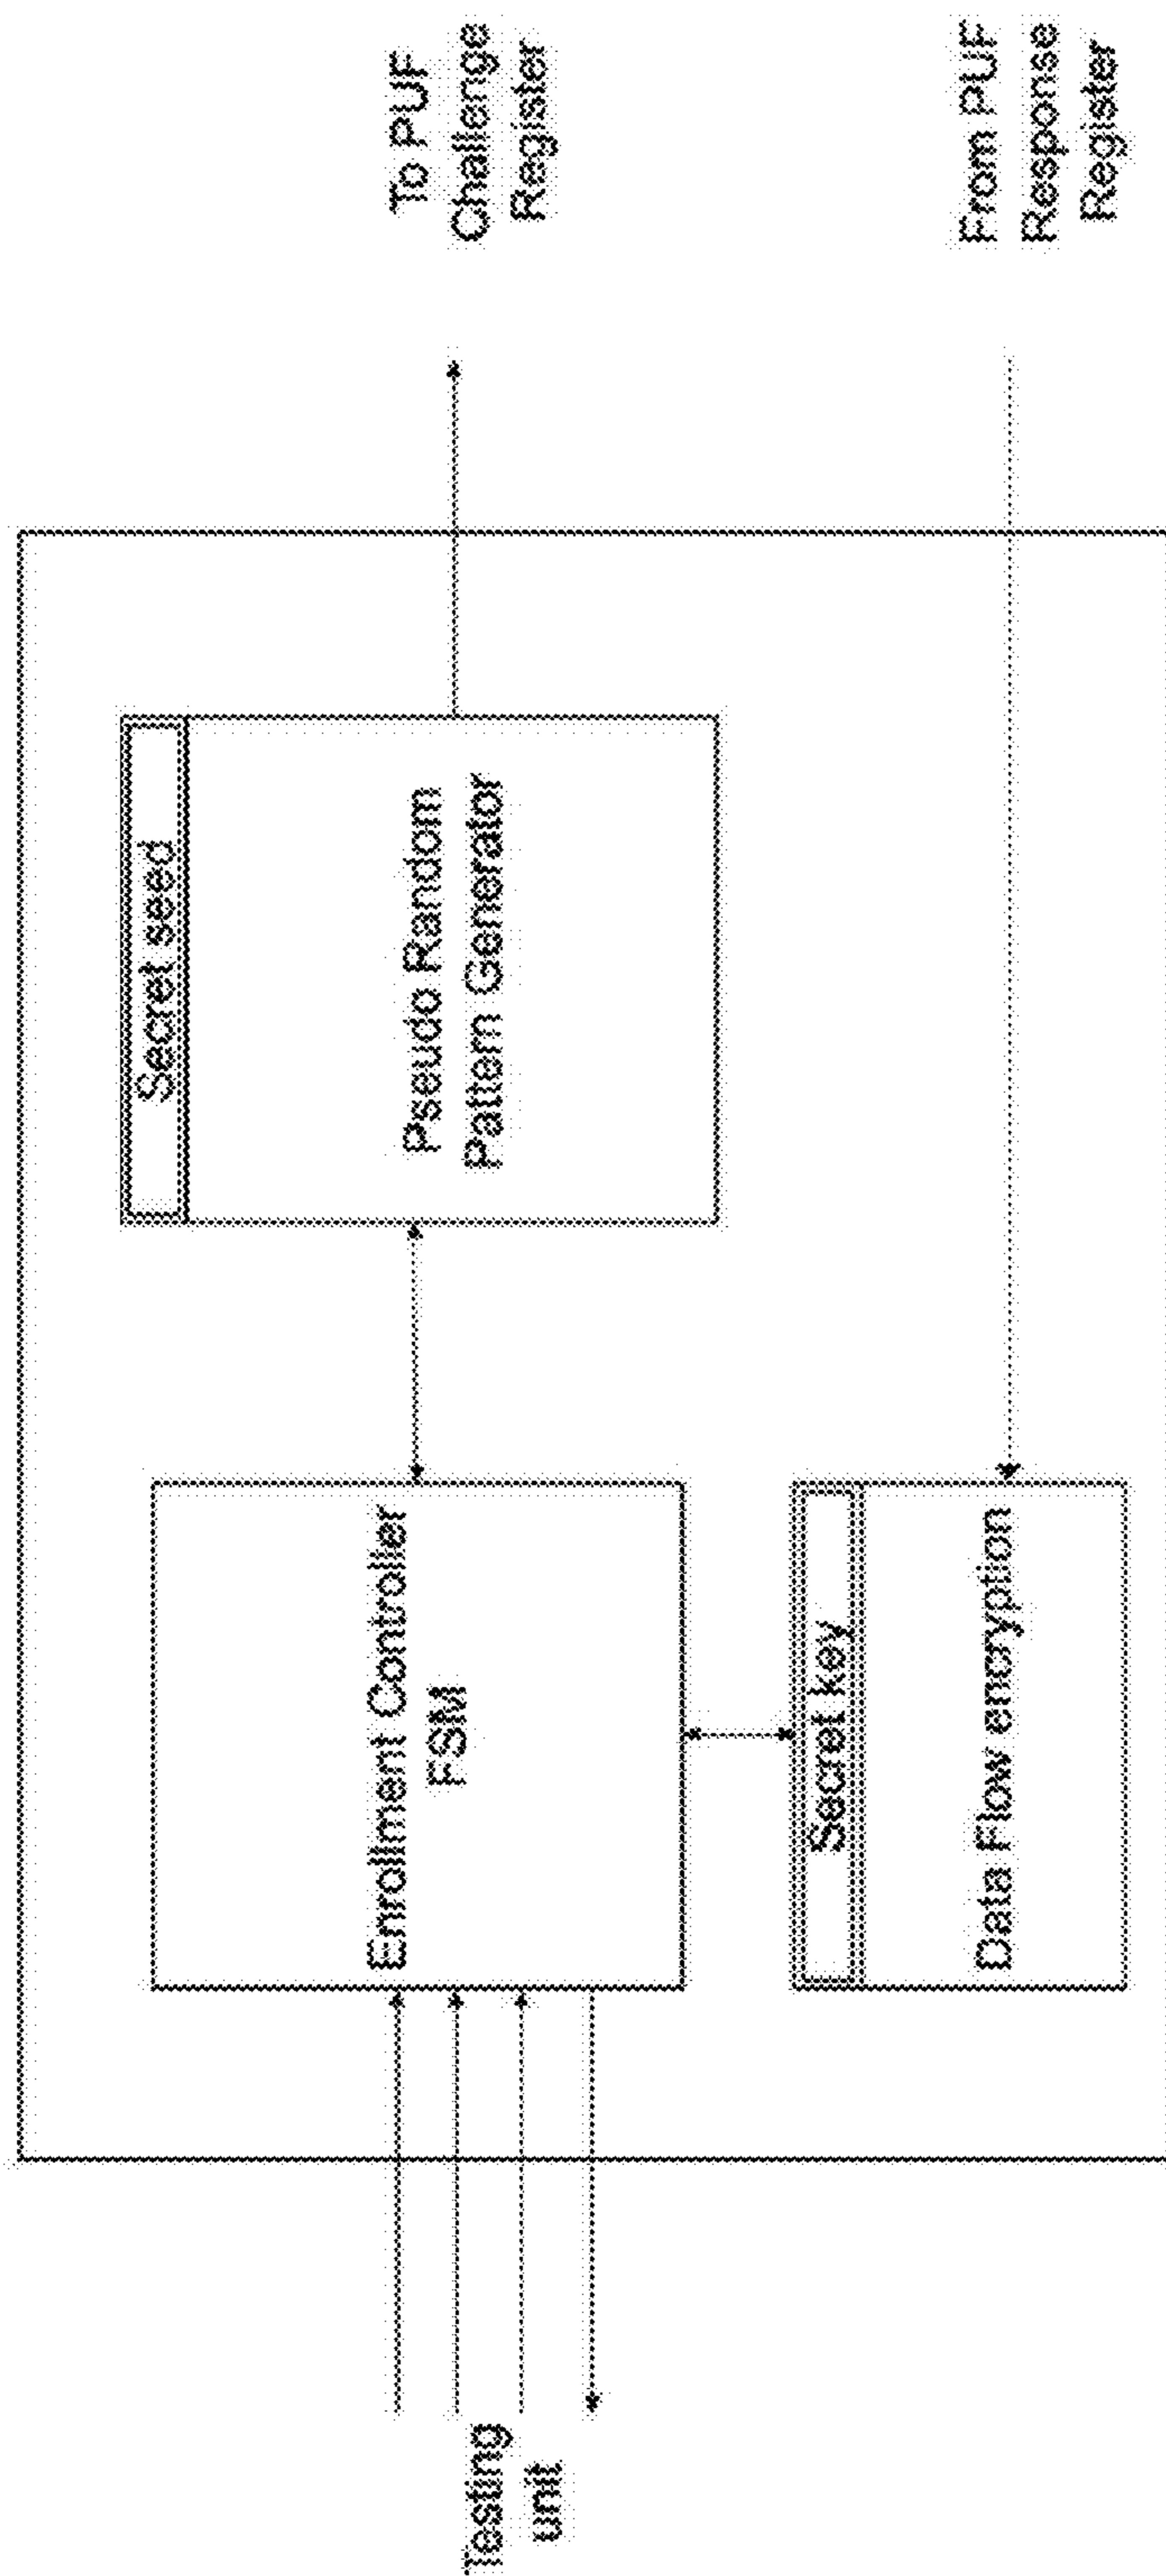 Testing
unit
Enrollment Controller
FSM
Secret key
Data Flow encryption
Secret seed
Pseudo Random
Pattern Generator
To PUF
Challenge
Register
From PUF
Response
Register